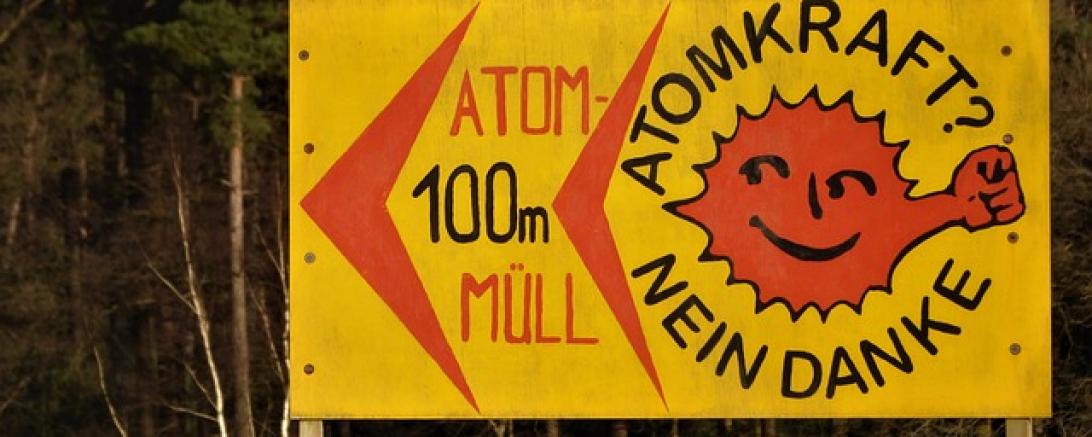 ATOM-
100m
MÜLL
ATOMKRAFT?
NEIN DANKE